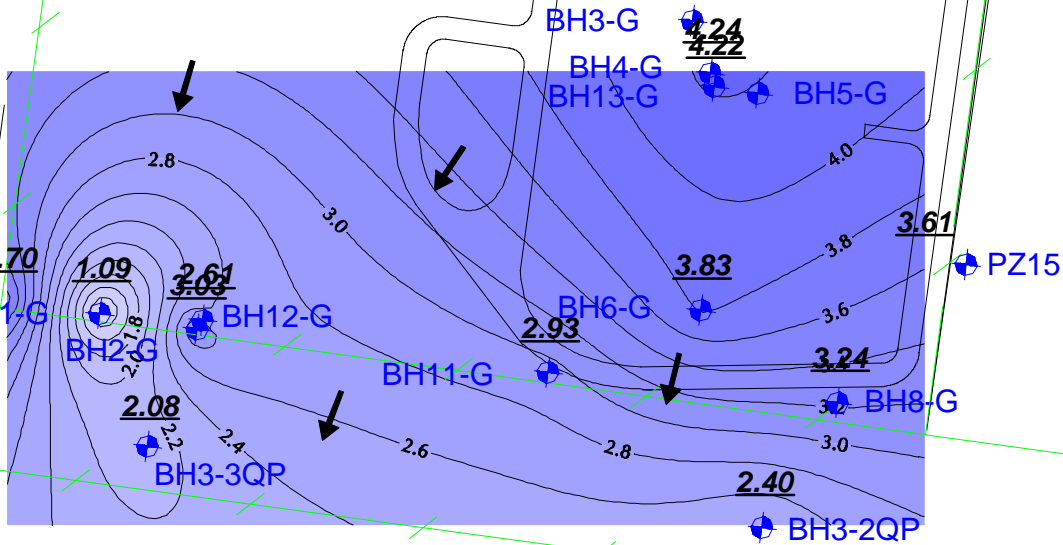 BH3-G
4.24
4.22
BH4-G
BH13-G
BH5-G
2.8
4.0
3.0
3.61
3.8
PZ15
.70
1.09
2.61
3.03
3.83
1-G
BH12-G
BH6-G
3.6
1.8
2.93
BH2-G
2.0
3.24
BH11-G
3.2
BH8-G
2.08
2.2
2.4
2.6
2.8
3.0
BH3-3QP
2.40
BH3-2QP